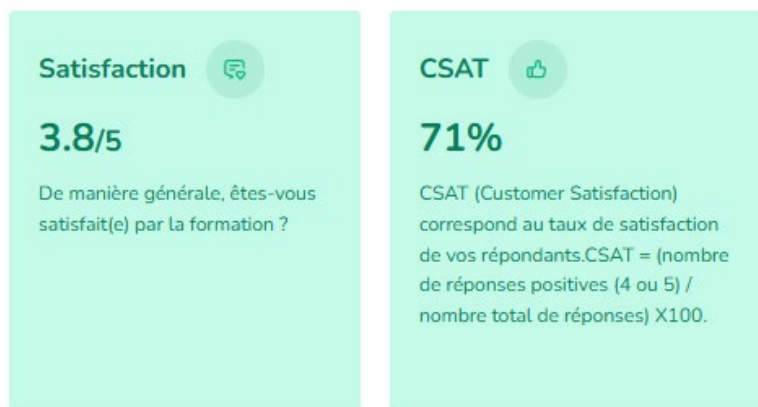 Satisfaction
3.8/5
De manière générale, êtes-vous
satisfait(e) par la formation ?
CSAT
71%
CSAT (Customer Satisfaction)
correspond au taux de satisfaction
de vos répondants.CSAT = (nombre
de réponses positives (4 ou 5) /
nombre total de réponses) X100.